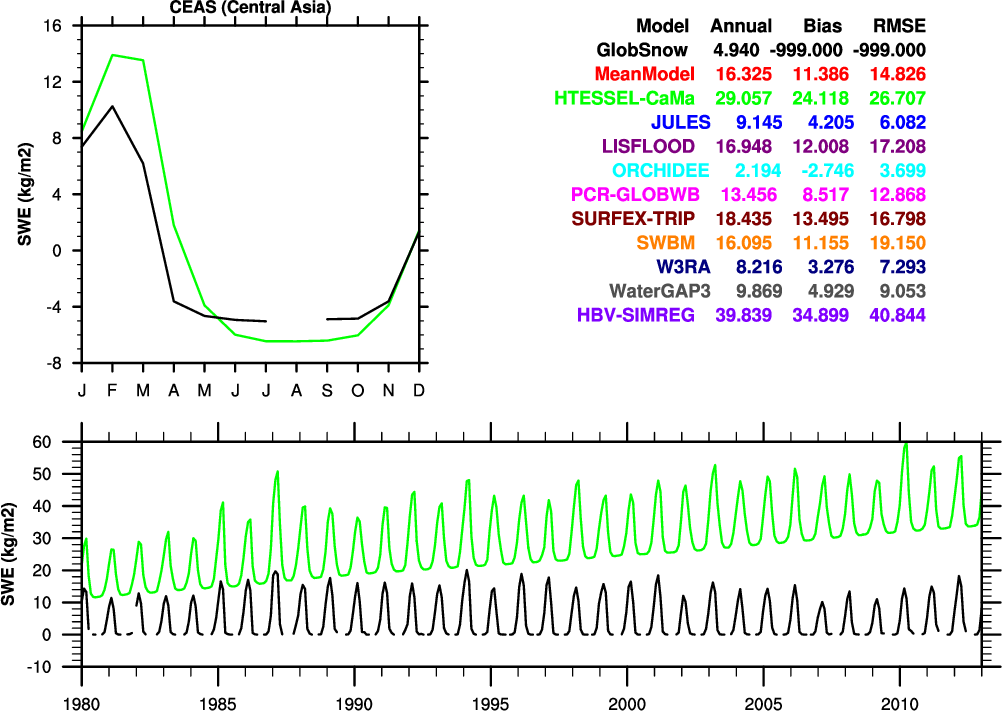 CEAS (Central Asia)
16
12
8
4
0
-4
-8
SWE (kg/m2)
J F M A M J J A S O N D
Model Annual Bias RMSE
GlobSnow 4.940 -999.000 -999.000
MeanModel 16.325 11.386 14.826
HTESSEL-CaMa 29.057 24.118 26.707
JULES 9.145 4.205 6.082
LISFLOOD 16.948 12.008 17.208
ORCHIDEE 2.194 -2.746 3.699
PCR-GLOBWB 13.456 8.517 12.868
SURFEX-TRIP 18.435 13.495 16.798
SWBM 16.095 11.155 19.150
W3RA 8.216 3.276 7.293
WaterGAP3 9.869 4.929 9.053
HBV-SIMREG 39.839 34.899 40.844
60
50
40
30
20
10
0
-10
SWE (kg/m2)
1980 1985 1990 1995 2000 2005 2010